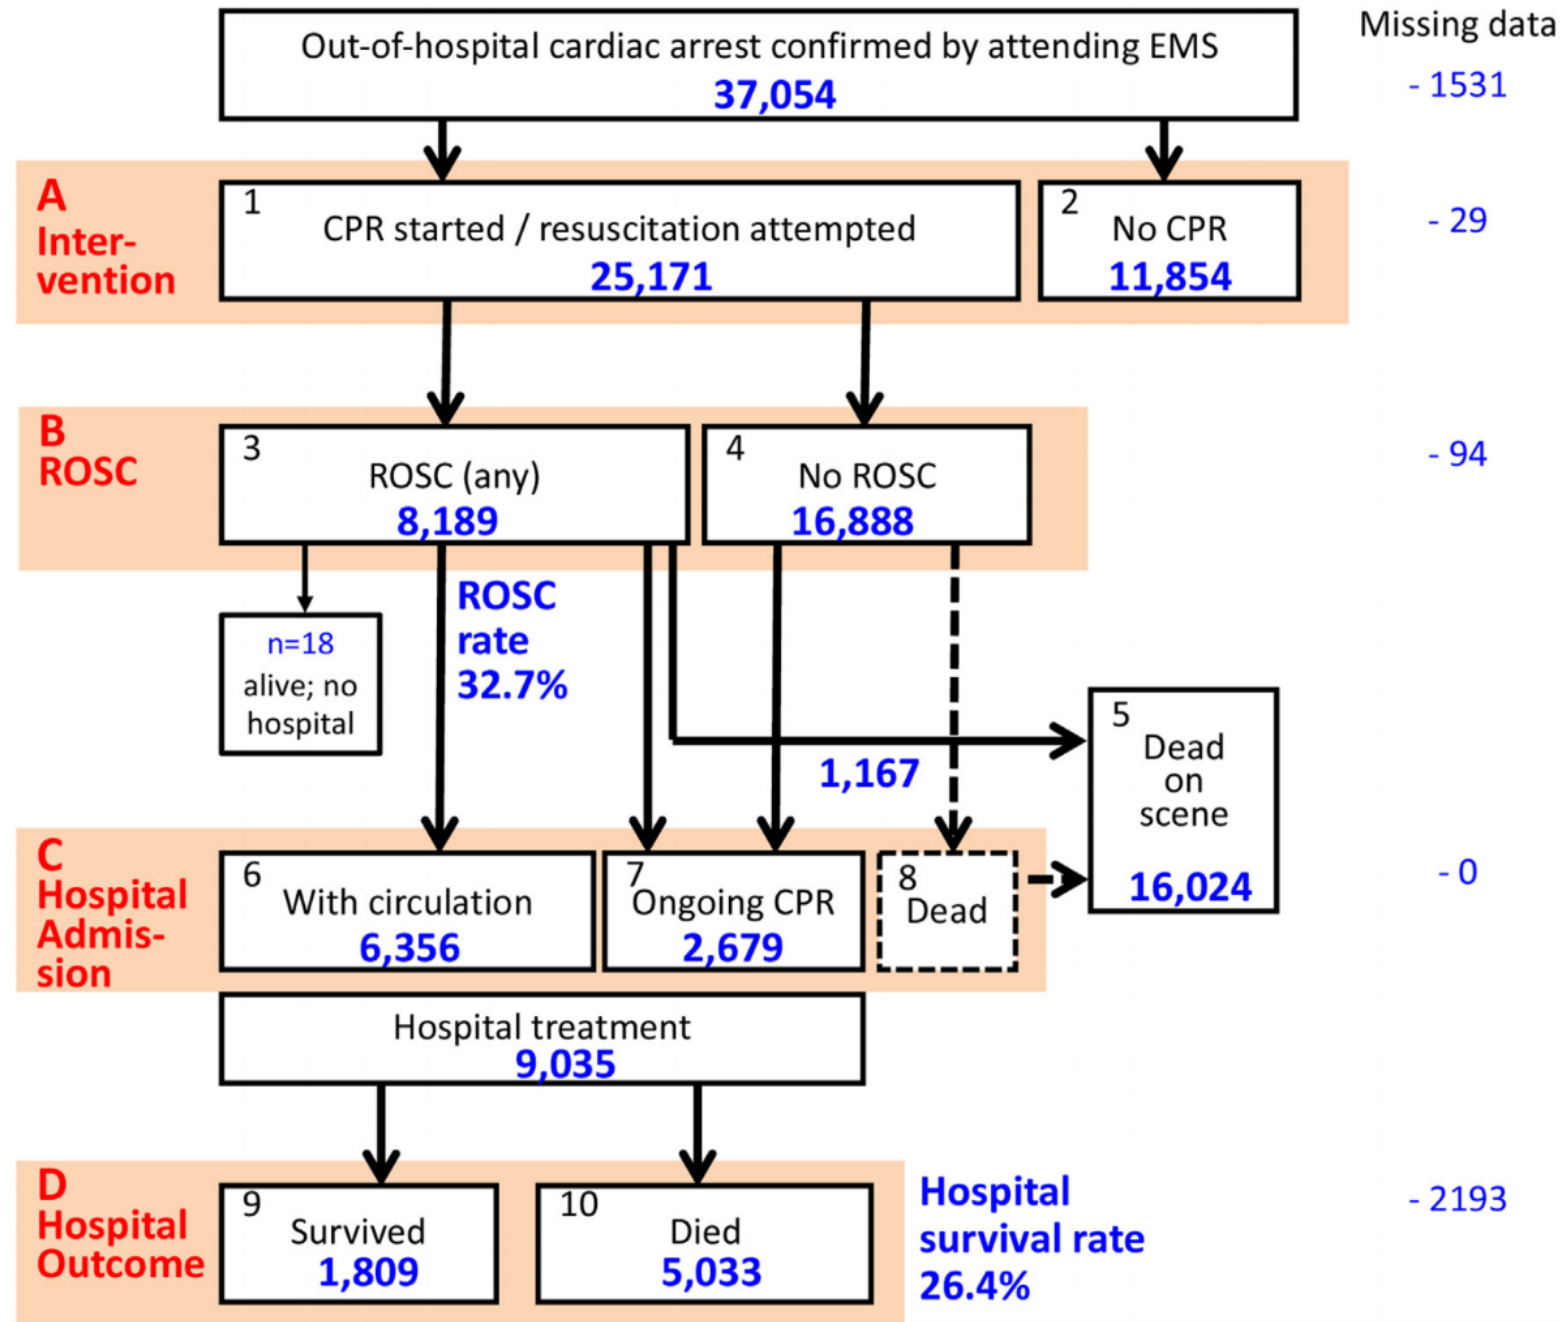 Missing data
Out-of-hospital cardiac arrest confirmed by attending EMS
37,054
- 1531
A
Inter-
vention
1
CPR started / resuscitation attempted
25,171
2
No CPR
11,854
- 29
B
ROSC
3
ROSC (any)
8,189
4
No ROSC
16,888
- 94
n=18
alive; no
hospital
ROSC
rate
32.7%
1,167
5
Dead
on
scene
16,024
C
Hospital
Admis-
sion
6
With circulation
6,356
7
Ongoing CPR
2,679
8
Dead
- 0
Hospital treatment
9,035
D
Hospital
Outcome
9
Survived
1,809
10
Died
5,033
Hospital
survival rate
26.4%
- 2193